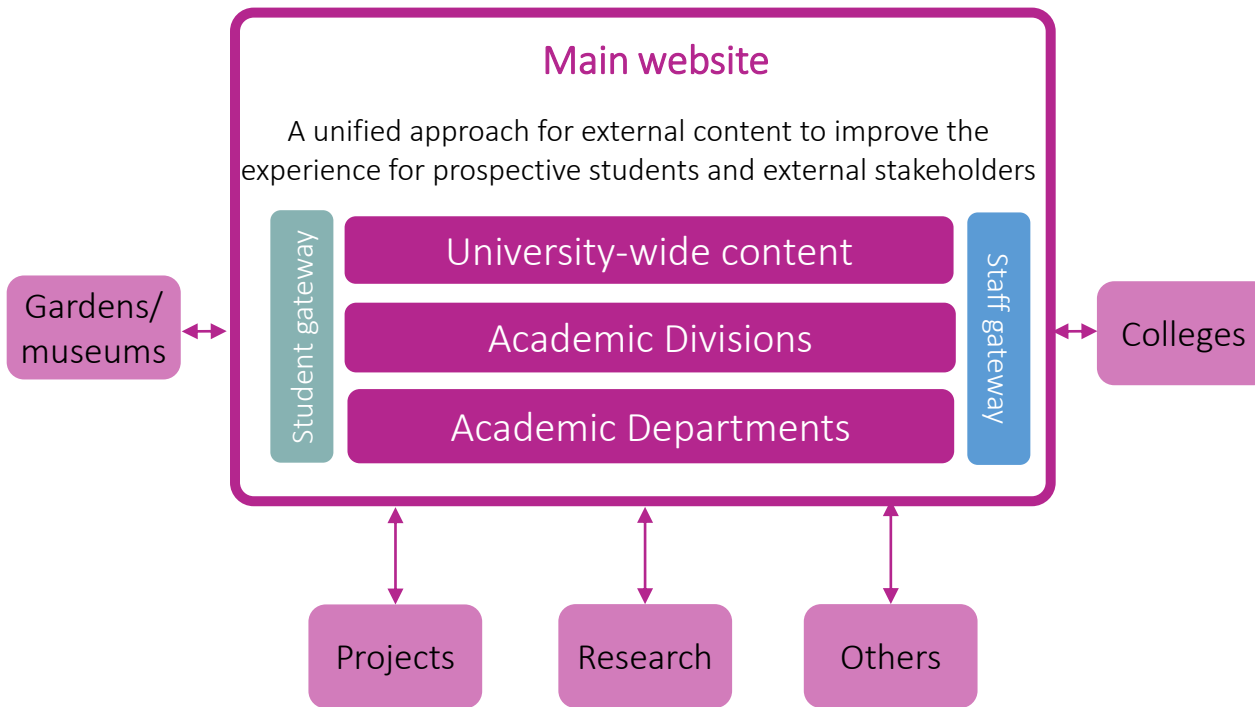 Main website
A unified approach for external content to improve the
experience for prospective students and external stakeholders
Student gateway
University-wide content
Academic Divisions
Academic Departments
Staff gateway
Gardens/
museums
Colleges
Projects
Research
Others